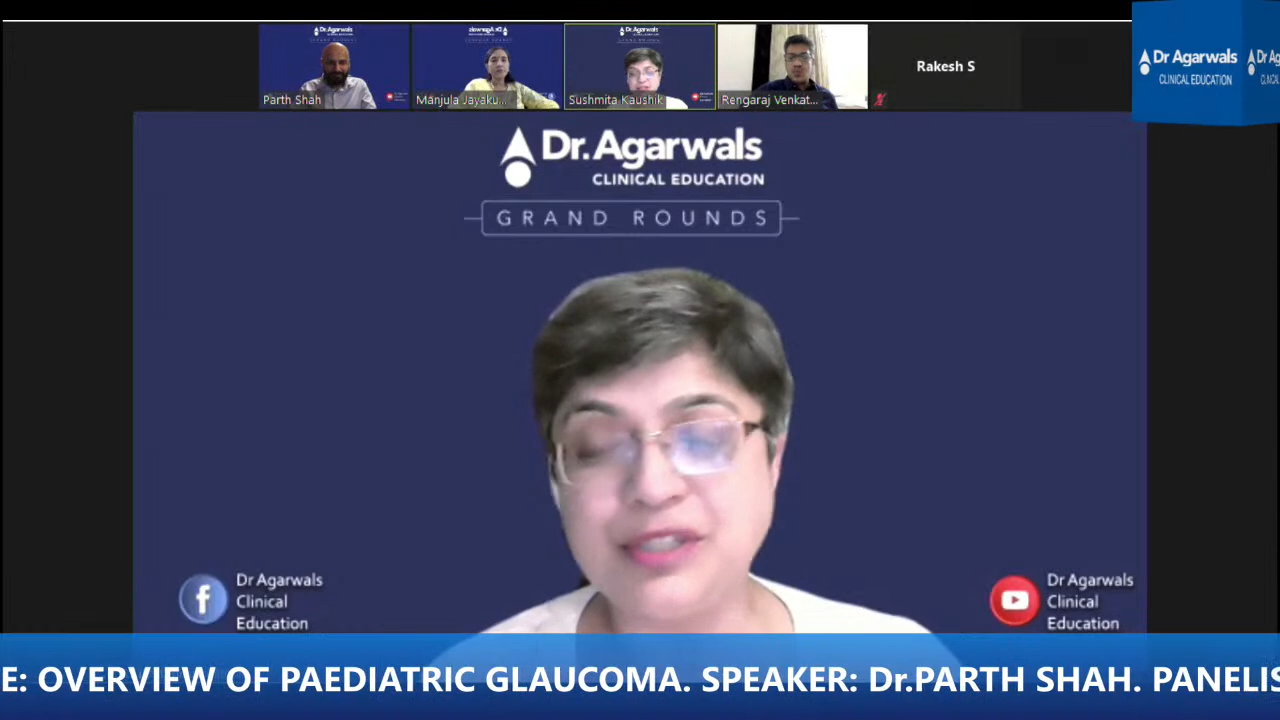 Parth Shah
Manjula Jayaku...
Sushmita Kaushik
Rengaraj Venkat...
Rakesh S
Dr Agarwals
CLINICAL EDUCATION
Dr. Agarwals
CLINICAL EDUCATION
GRAND ROUNDS
Dr Agarwals
Clinical
Education
Dr Agarwals
Clinical
Education
E: OVERVIEW OF PAEDIATRIC GLAUCOMA. SPEAKER: Dr.PARTH SHAH. PANELIS